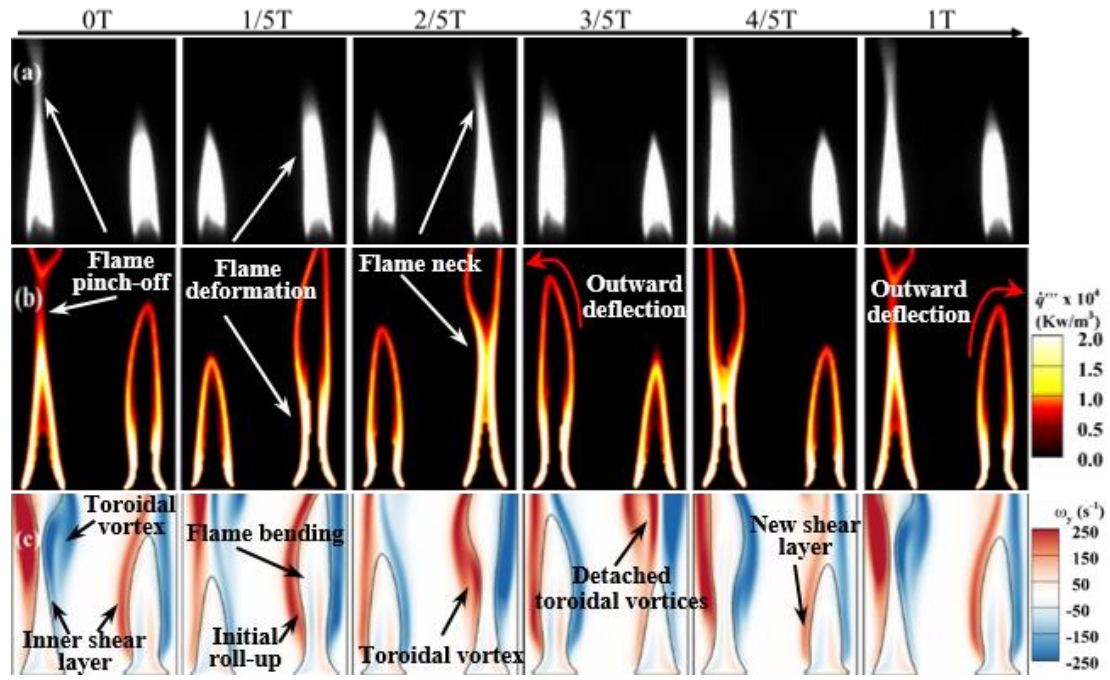 0T 1/5T 2/5T 3/5T 4/5T 1T
(a)
(b)
Flame
pinch-off
Flame
deformation
Flame neck
Outward
deflection
Outward
deflection
q̇''' x 10⁴
(Kw/m³)
2.0
1.5
1.0
0.5
0.0
(c)
Toroidal
vortex
Inner shear
layer
Flame bending
Initial
roll-up
Toroidal vortex
Detached
toroidal vortices
New shear
layer
ω_y (s⁻¹)
250
150
50
-50
-150
-250